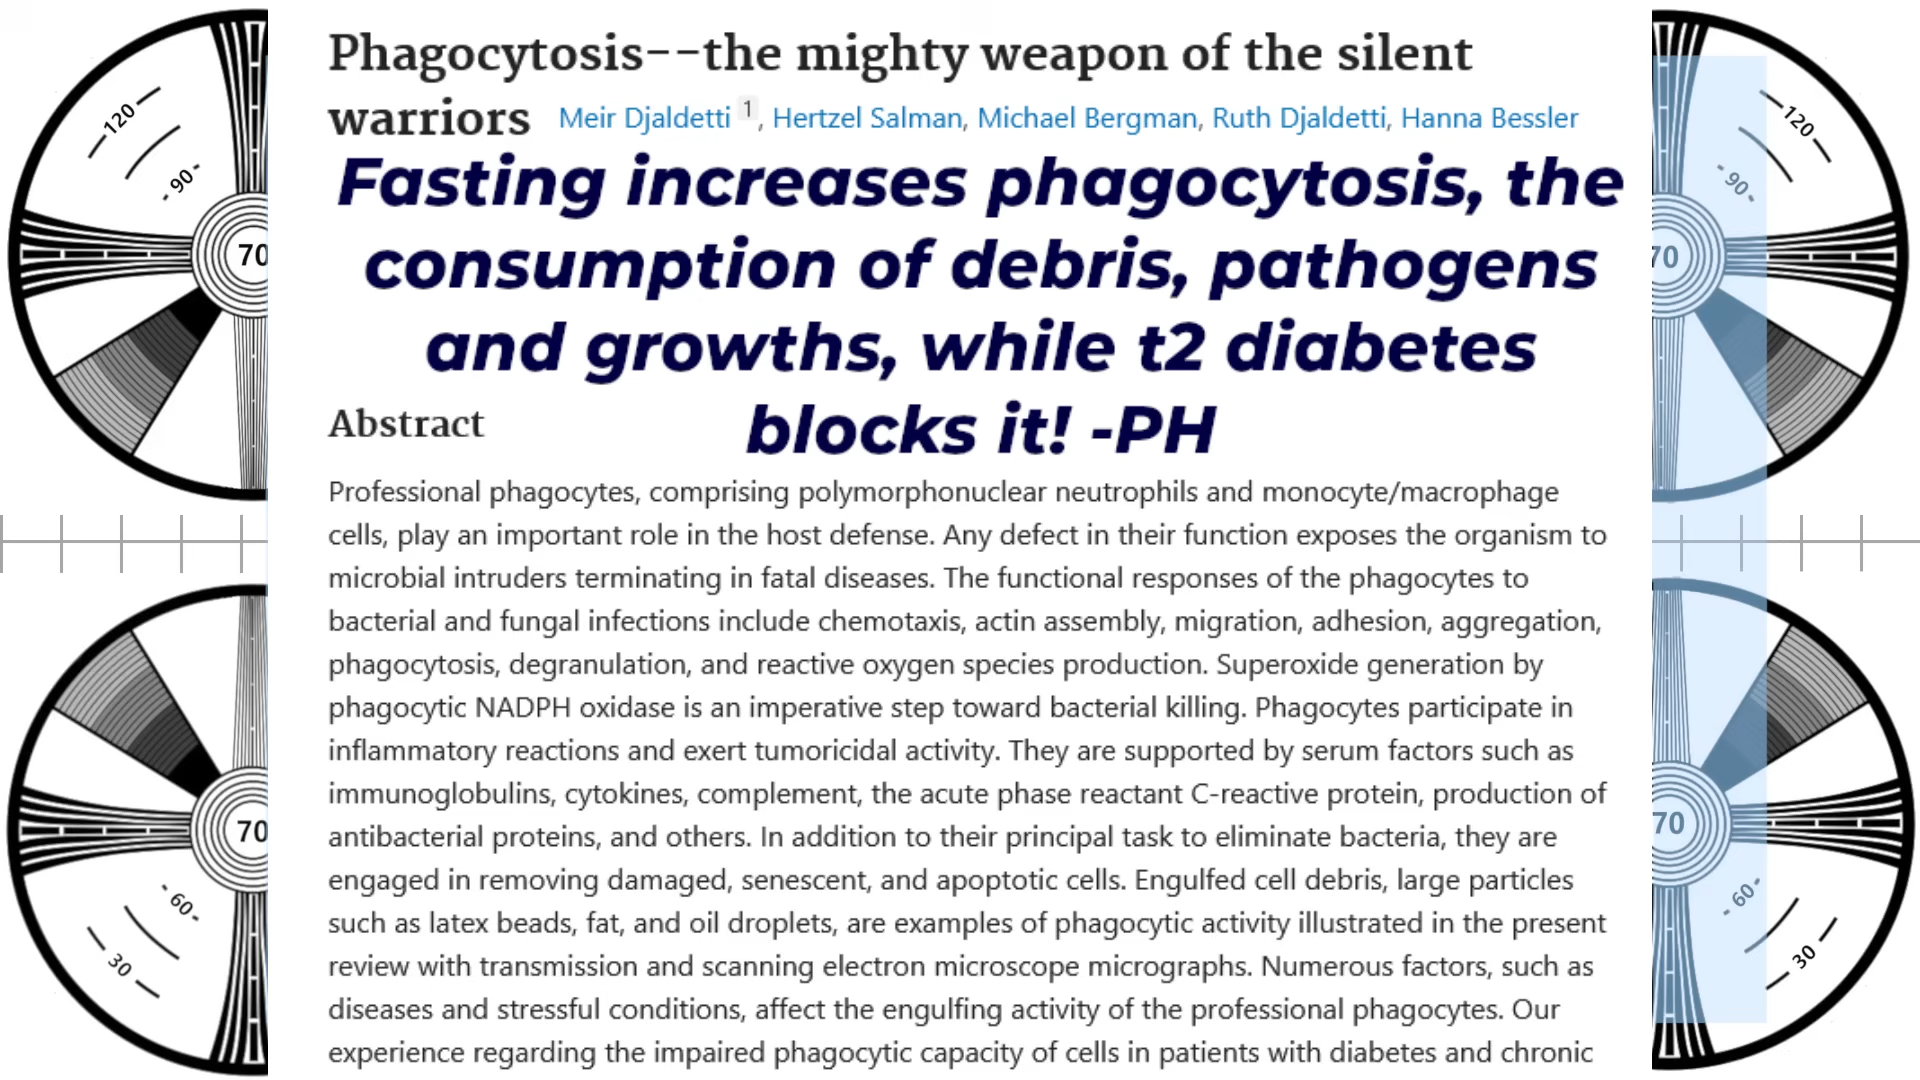 Phagocytosis--the mighty weapon of the silent
warriors Meir Djaldetti 1, Hertzel Salman, Michael Bergman, Ruth Djaldetti, Hanna Bessler
Fasting increases phagocytosis, the
consumption of debris, pathogens
and growths, while t2 diabetes
blocks it! -PH
Abstract
Professional phagocytes, comprising polymorphonuclear neutrophils and monocyte/macrophage
cells, play an important role in the host defense. Any defect in their function exposes the organism to
microbial intruders terminating in fatal diseases. The functional responses of the phagocytes to
bacterial and fungal infections include chemotaxis, actin assembly, migration, adhesion, aggregation,
phagocytosis, degranulation, and reactive oxygen species production. Superoxide generation by
phagocytic NADPH oxidase is an imperative step toward bacterial killing. Phagocytes participate in
inflammatory reactions and exert tumoricidal activity. They are supported by serum factors such as
immunoglobulins, cytokines, complement, the acute phase reactant C-reactive protein, production of
antibacterial proteins, and others. In addition to their principal task to eliminate bacteria, they are
engaged in removing damaged, senescent, and apoptotic cells. Engulfed cell debris, large particles
such as latex beads, fat, and oil droplets, are examples of phagocytic activity illustrated in the present
review with transmission and scanning electron microscope micrographs. Numerous factors, such as
diseases and stressful conditions, affect the engulfing activity of the professional phagocytes. Our
experience regarding the impaired phagocytic capacity of cells in patients with diabetes and chronic
120
- 90 -
70
70
- 60 -
30
120
- 90 -
70
70
- 60 -
30